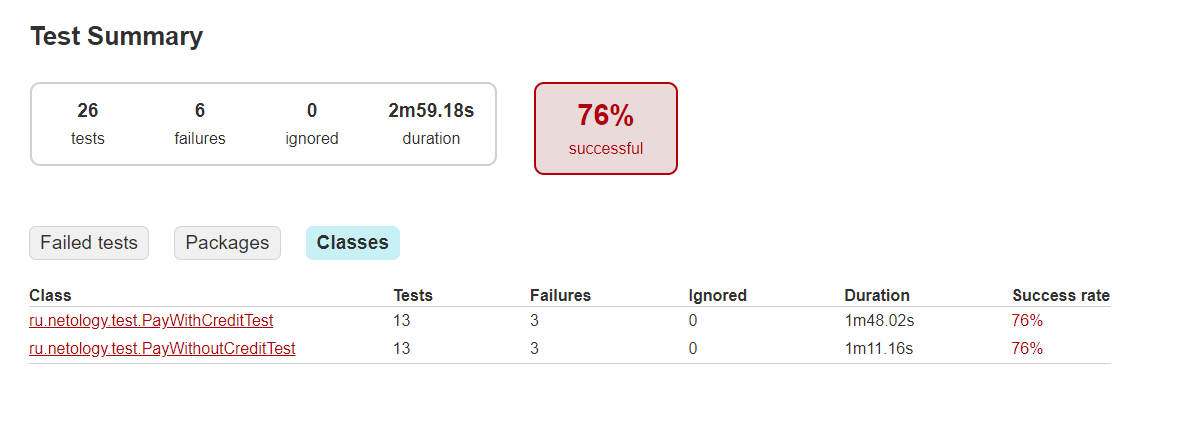 Test Summary
26 6 0 2m59.18s
tests failures ignored duration
76%
successful
Failed tests Packages Classes
Class Tests Failures Ignored Duration Success rate
ru.netology.test.PayWithCreditTest 13 3 0 1m48.02s 76%
ru.netology.test.PayWithoutCreditTest 13 3 0 1m11.16s 76%